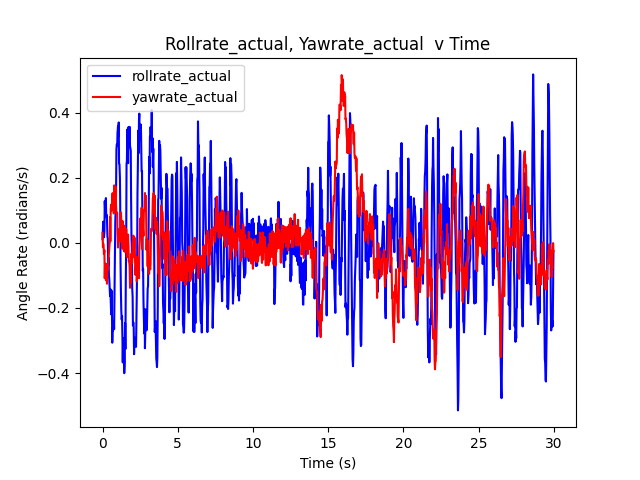 Rollrate_actual, Yawrate_actual  v Time
rollrate_actual
yawrate_actual
Angle Rate (radians/s)
0.4
0.2
0.0
−0.2
−0.4
0 5 10 15 20 25 30
Time (s)